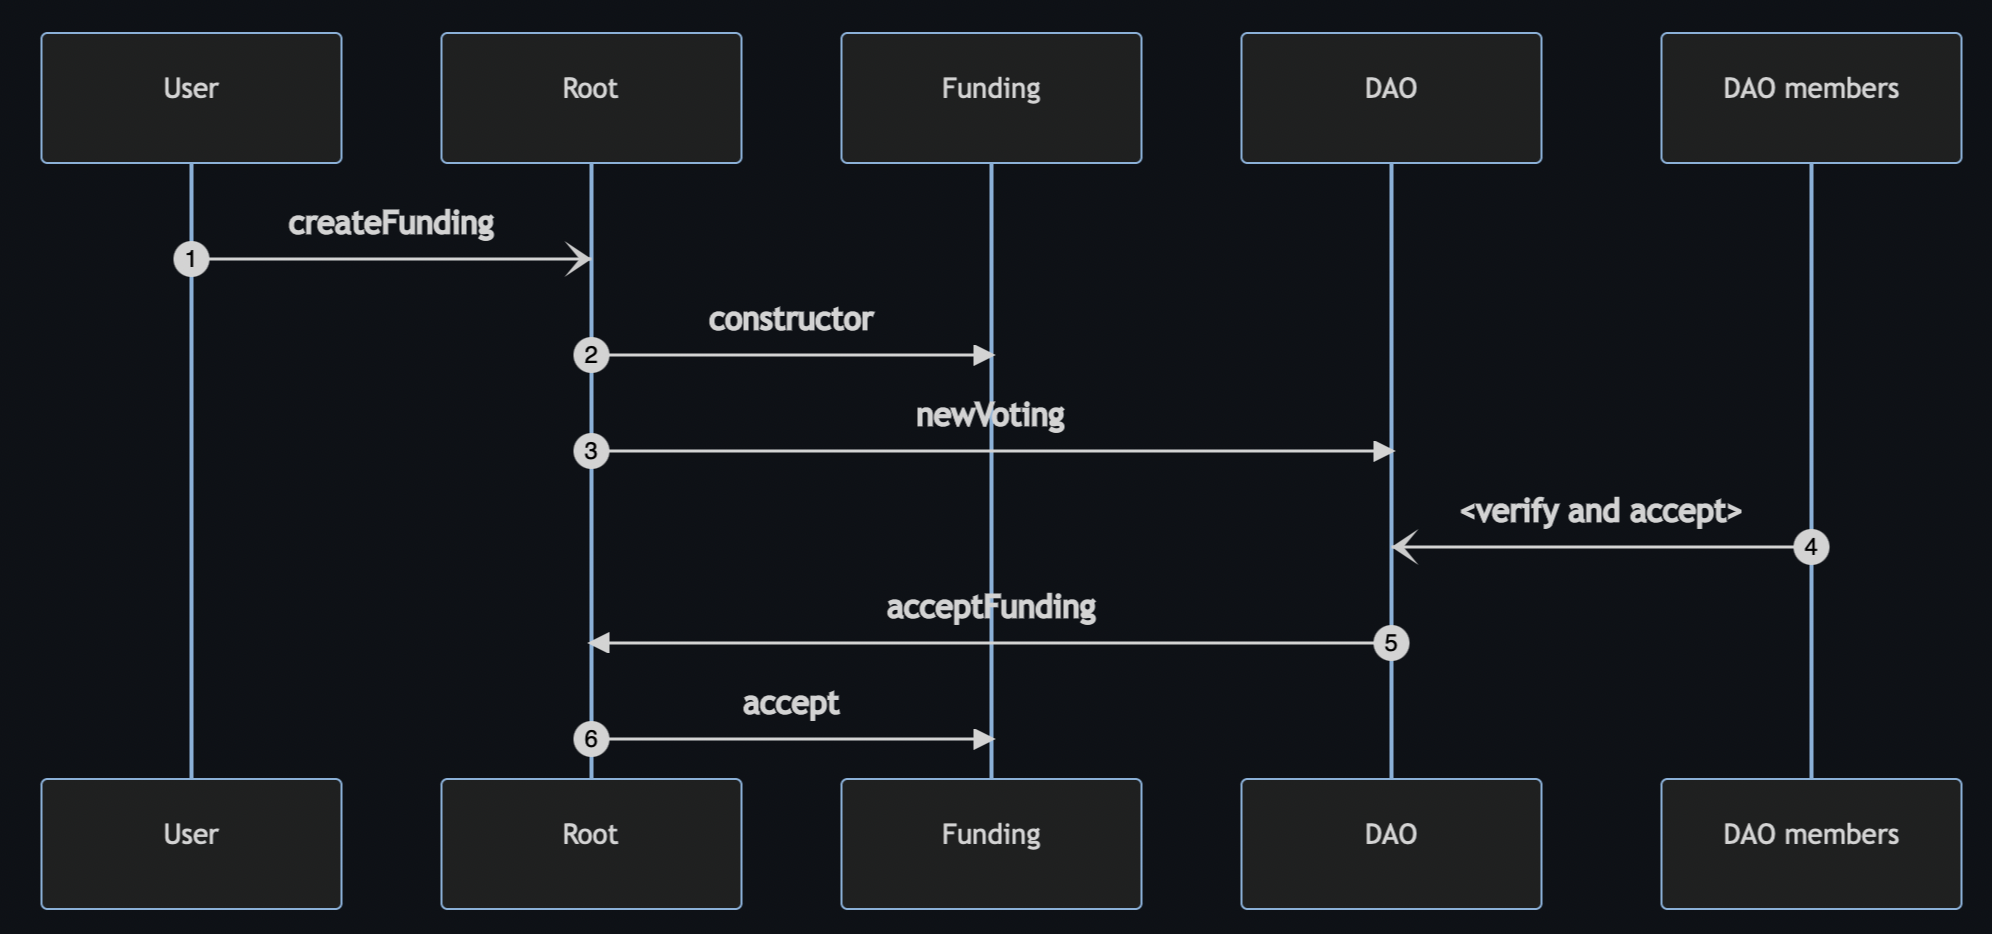 User
Root
Funding
DAO
DAO members
createFunding
1
constructor
2
newVoting
3
<verify and accept>
4
acceptFunding
5
accept
6
User
Root
Funding
DAO
DAO members